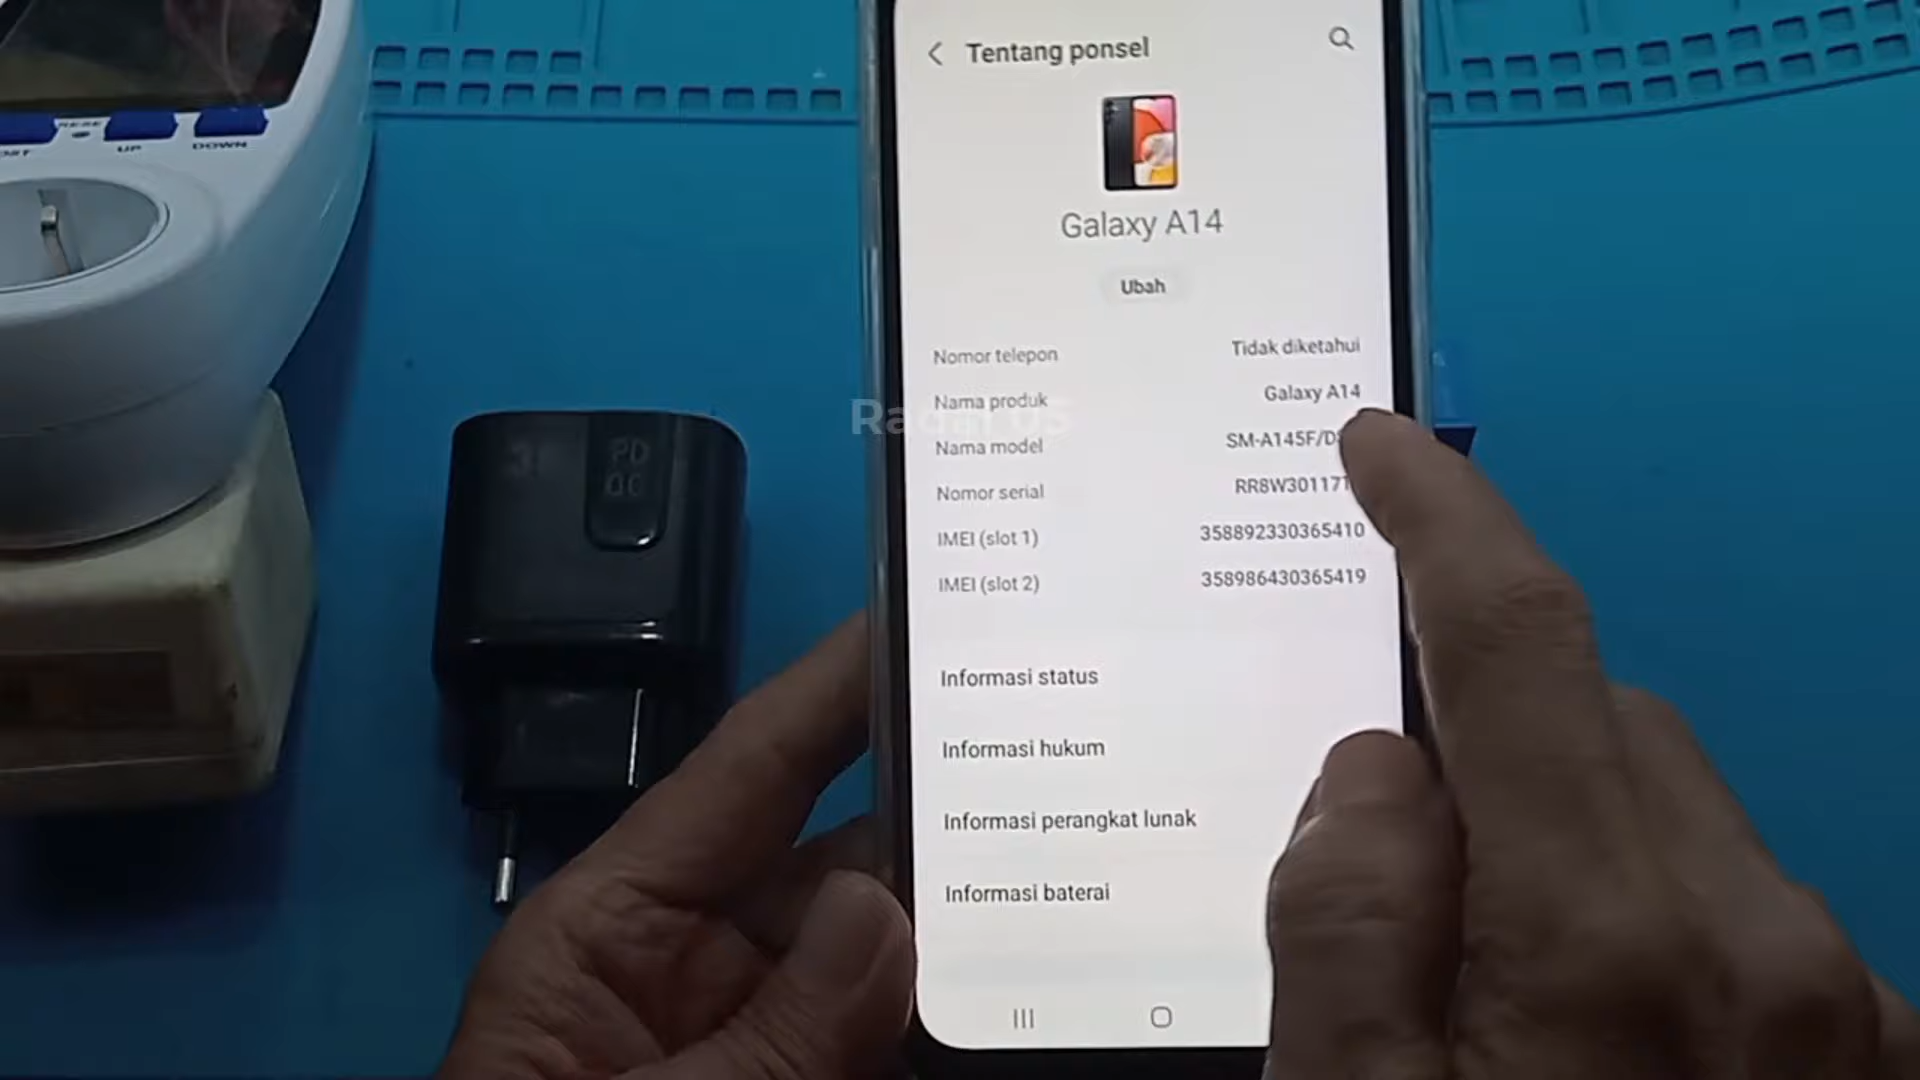 Tentang ponsel
Galaxy A14
Ubah
Nomor telepon Tidak diketahui
Nama produk Galaxy A14
Nama model SM-A145F/D
Nomor serial RR8W30117
IMEI (slot 1) 358892330365410
IMEI (slot 2) 358986430365419
Informasi status
Informasi hukum
Informasi perangkat lunak
Informasi baterai
UP
DOWN
PD